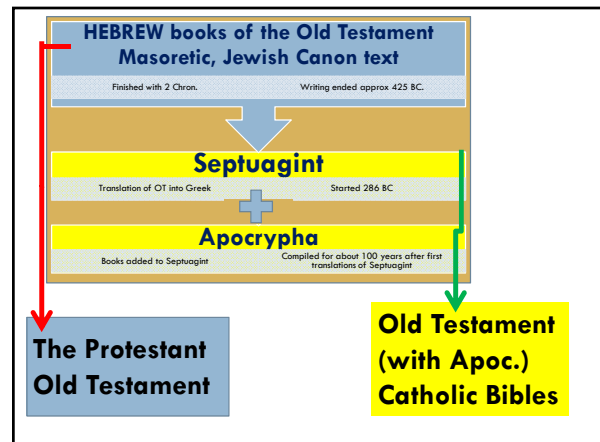 HEBREW books of the Old Testament
Masoretic, Jewish Canon text
Finished with 2 Chron.
Writing ended approx 425 BC.
Septuagint
Translation of OT into Greek
Started 286 BC
Apocrypha
Books added to Septuagint
Compiled for about 100 years after first
translations of Septuagint
The Protestant
Old Testament
Old Testament
(with Apoc.)
Catholic Bibles